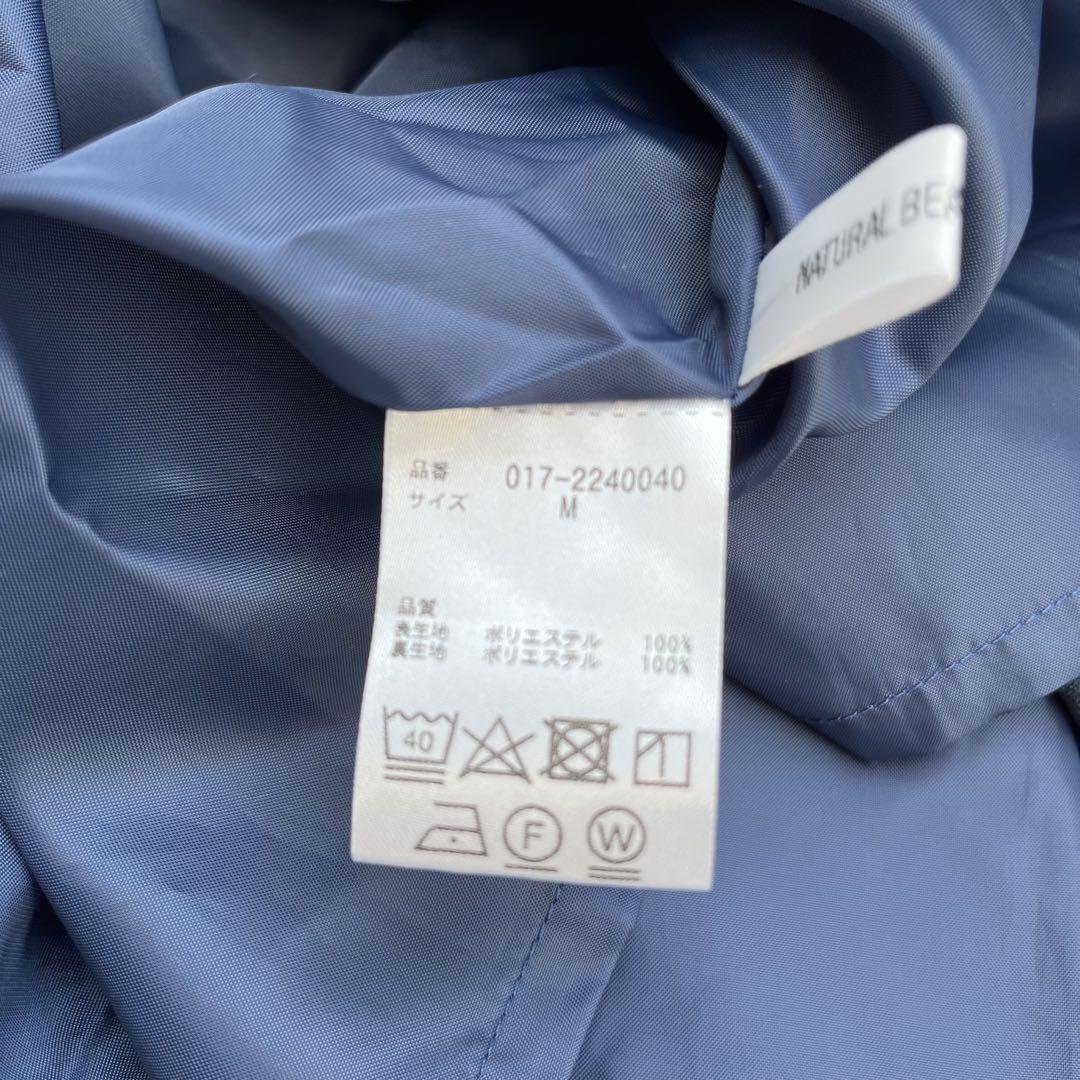 NATURAL BEA
品番 017-2240040
サイズ M
品質
表生地 ポリエステル 100%
裏生地 ポリエステル 100%
40
F W